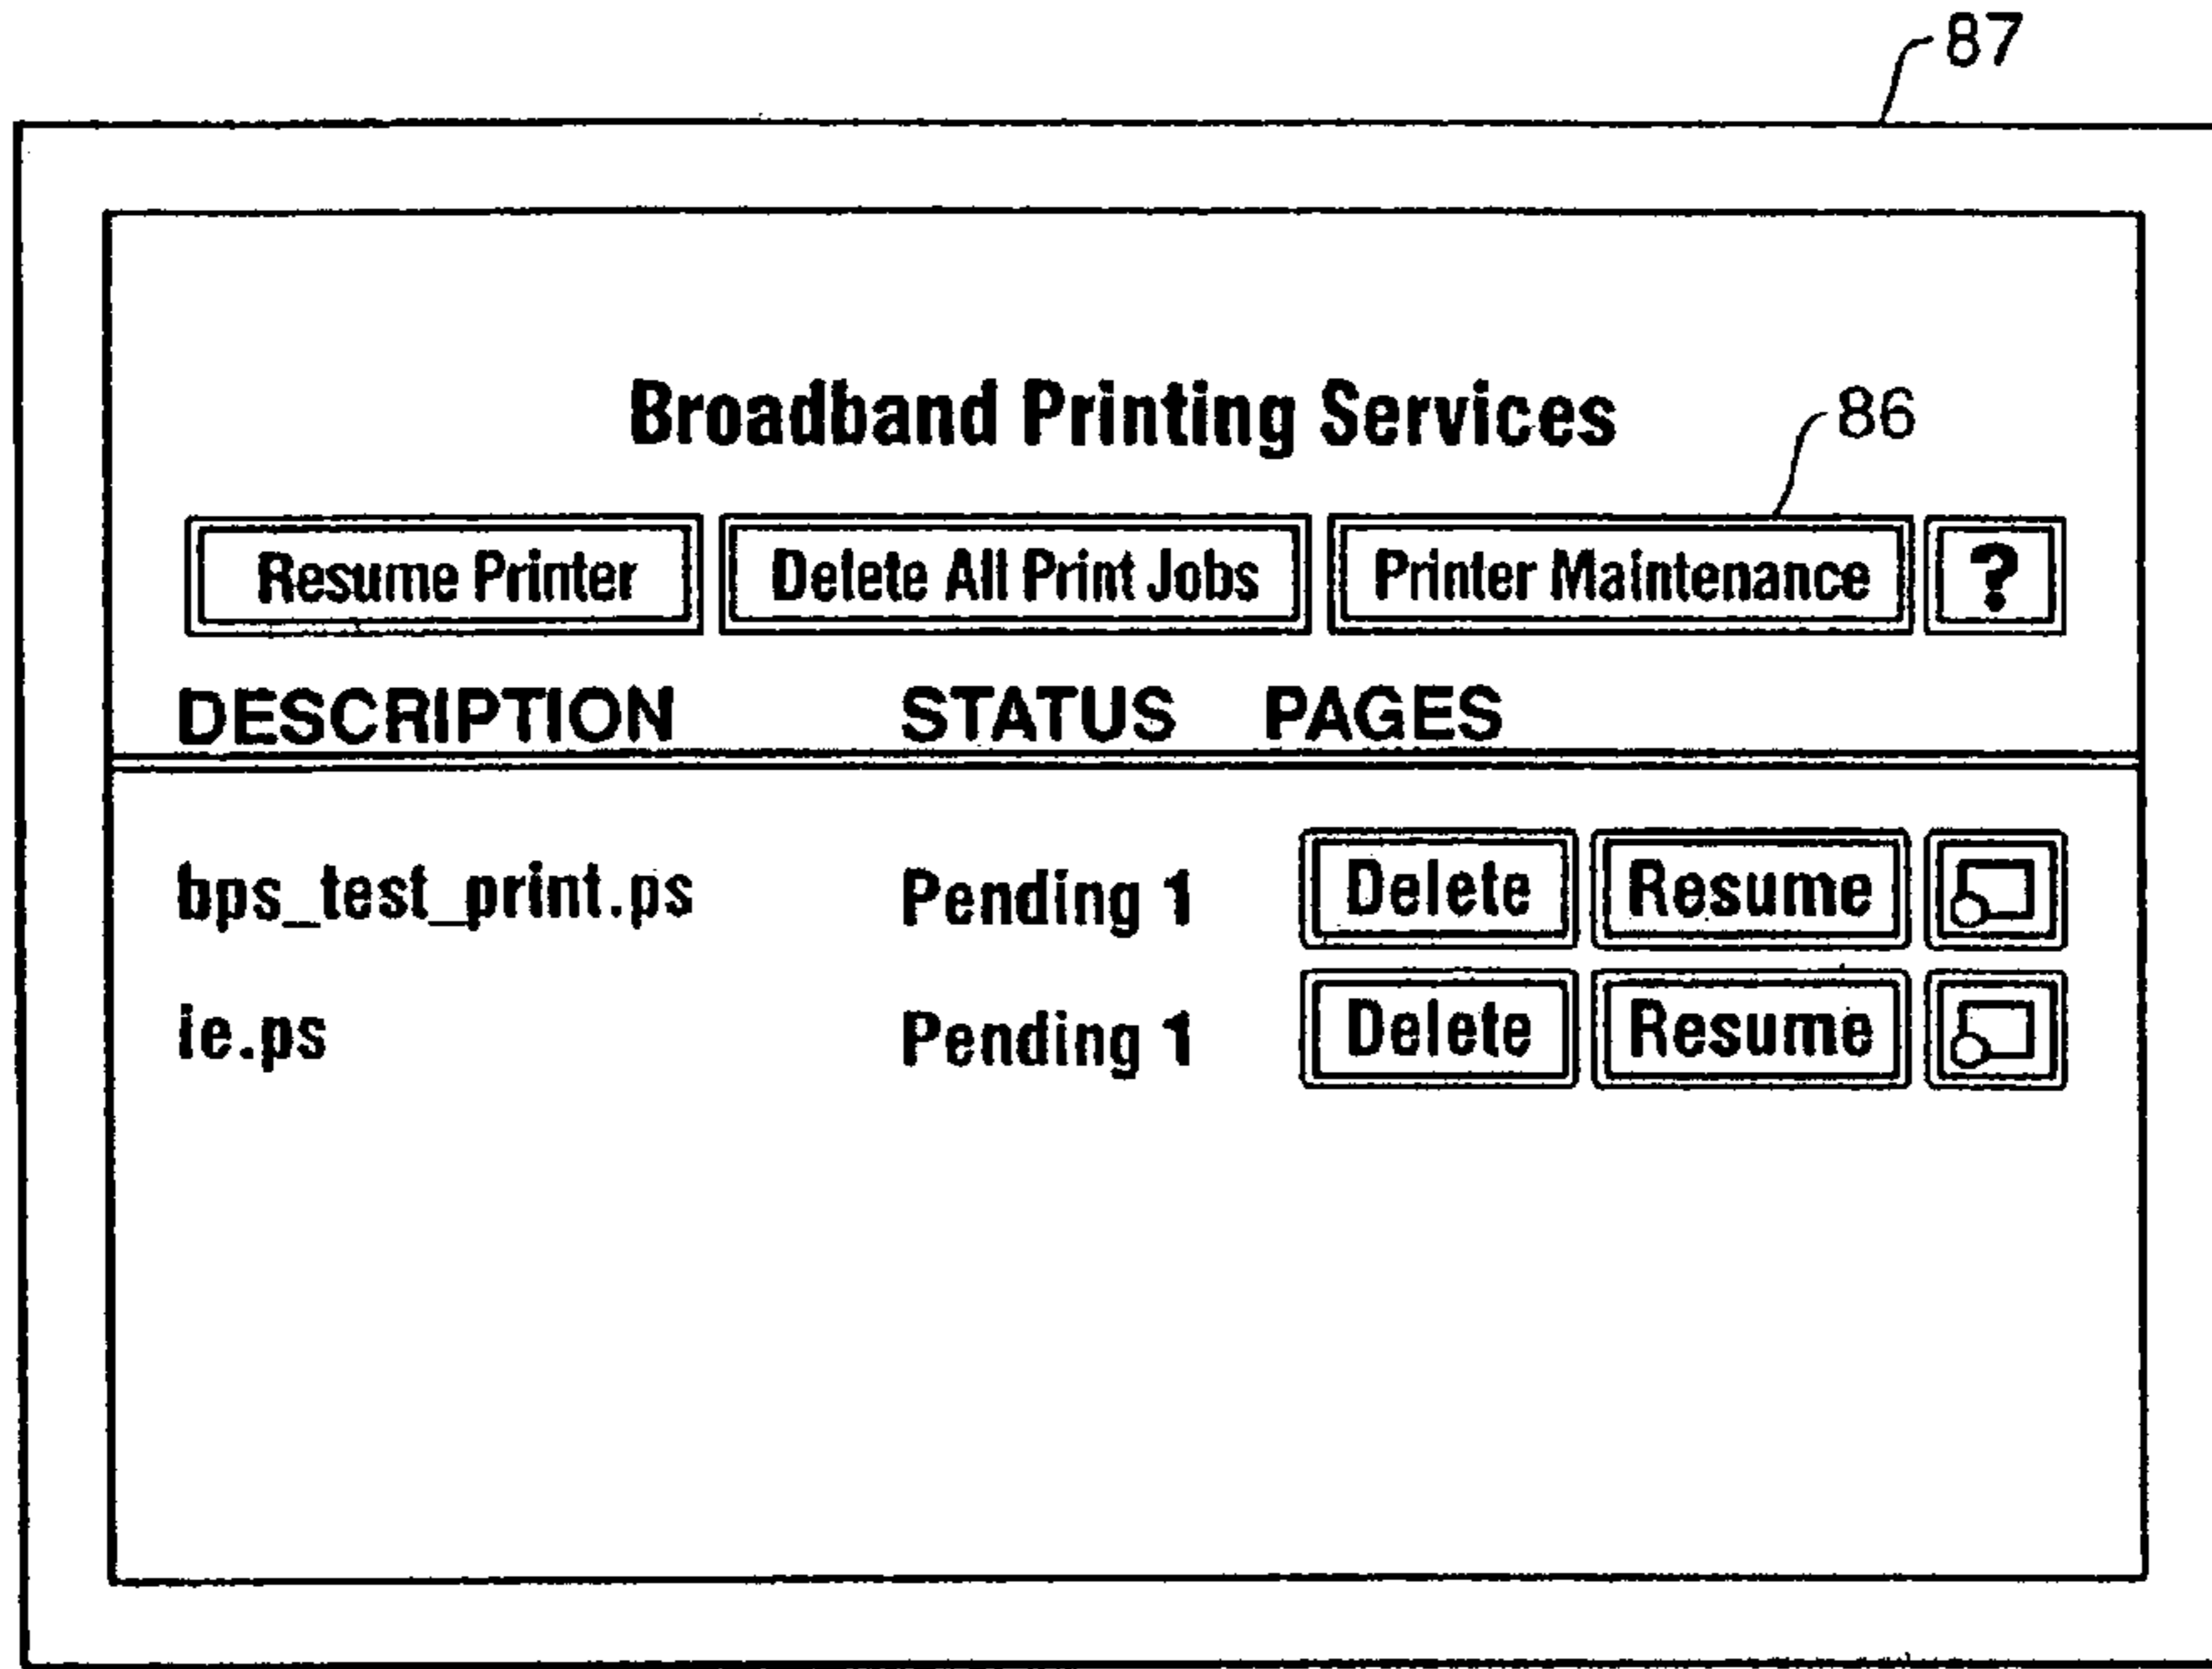 87
Broadband Printing Services
86
Resume Printer Delete All Print Jobs Printer Maintenance ?
DESCRIPTION STATUS PAGES
bps_test_print.ps Pending 1 Delete Resume
ie.ps Pending 1 Delete Resume